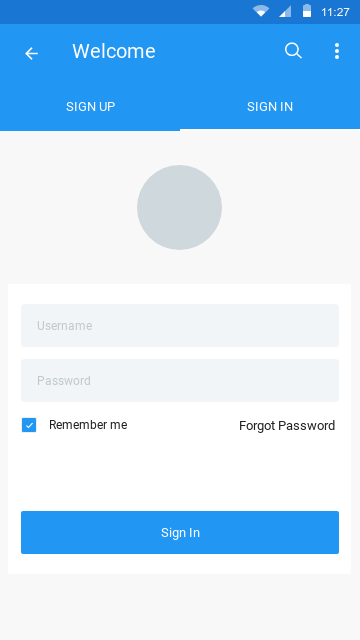 11:27
Welcome
SIGN UP
SIGN IN
Username
Password
Remember me
Forgot Password
Sign In